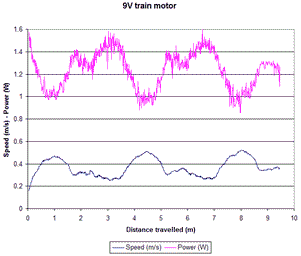 9V train motor
Speed (m/s) - Power (W)
1.6
1.4
1.2
1
0.8
0.6
0.4
0.2
0
0 1 2 3 4 5 6 7 8 9 10
Distance travelled (m)
Speed (m/s) Power (W)